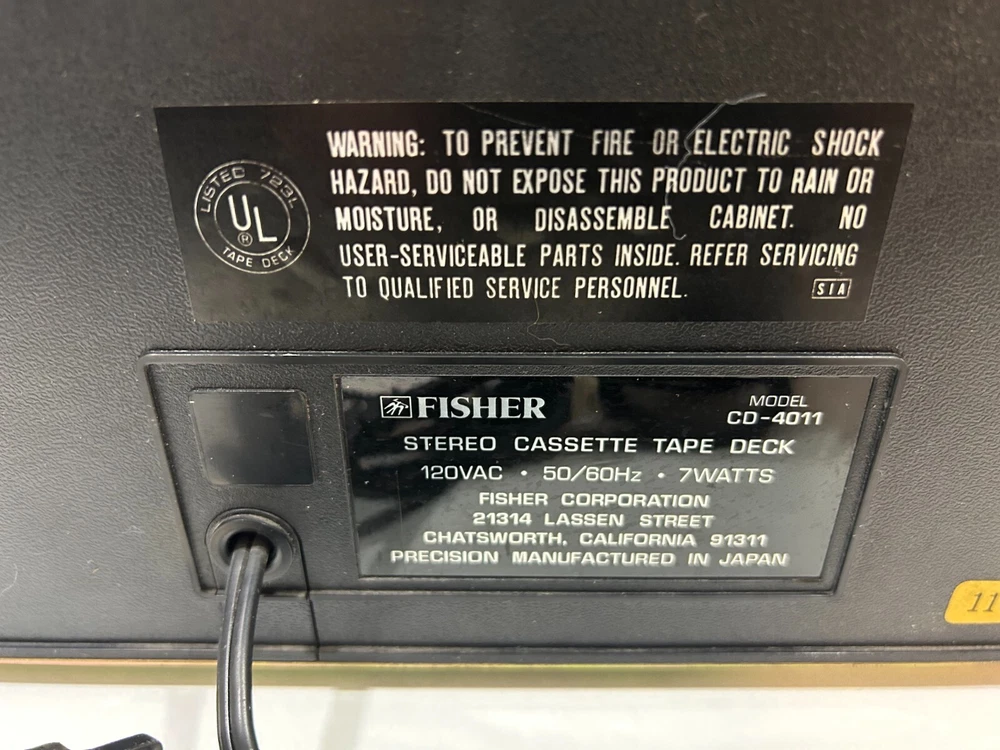 WARNING: TO PREVENT FIRE OR ELECTRIC SHOCK
HAZARD, DO NOT EXPOSE THIS PRODUCT TO RAIN OR
MOISTURE, OR DISASSEMBLE CABINET. NO
USER-SERVICEABLE PARTS INSIDE. REFER SERVICING
TO QUALIFIED SERVICE PERSONNEL.
SIA
LISTED 723L
UL
®
TAPE DECK
FISHER
MODEL
CD-4011
STEREO CASSETTE TAPE DECK
120VAC • 50/60Hz • 7WATTS
FISHER CORPORATION
21314 LASSEN STREET
CHATSWORTH, CALIFORNIA 91311
PRECISION MANUFACTURED IN JAPAN
11